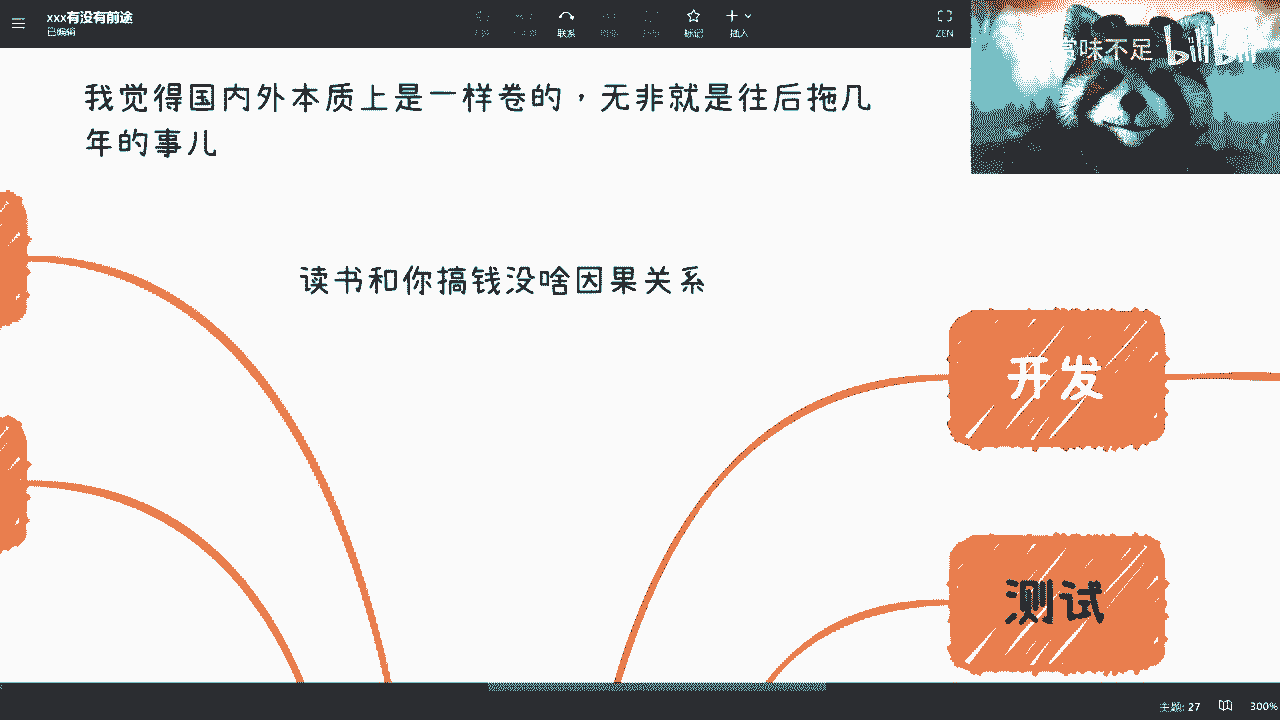 xxx有没有前途
已编辑
联系
标记
插入
ZEN
赏味不足 bilibili
我觉得国内外本质上是一样卷的，无非就是往后拖几
年的事儿
读书和你搞钱没啥因果关系
开发
测试
主题: 27
300%